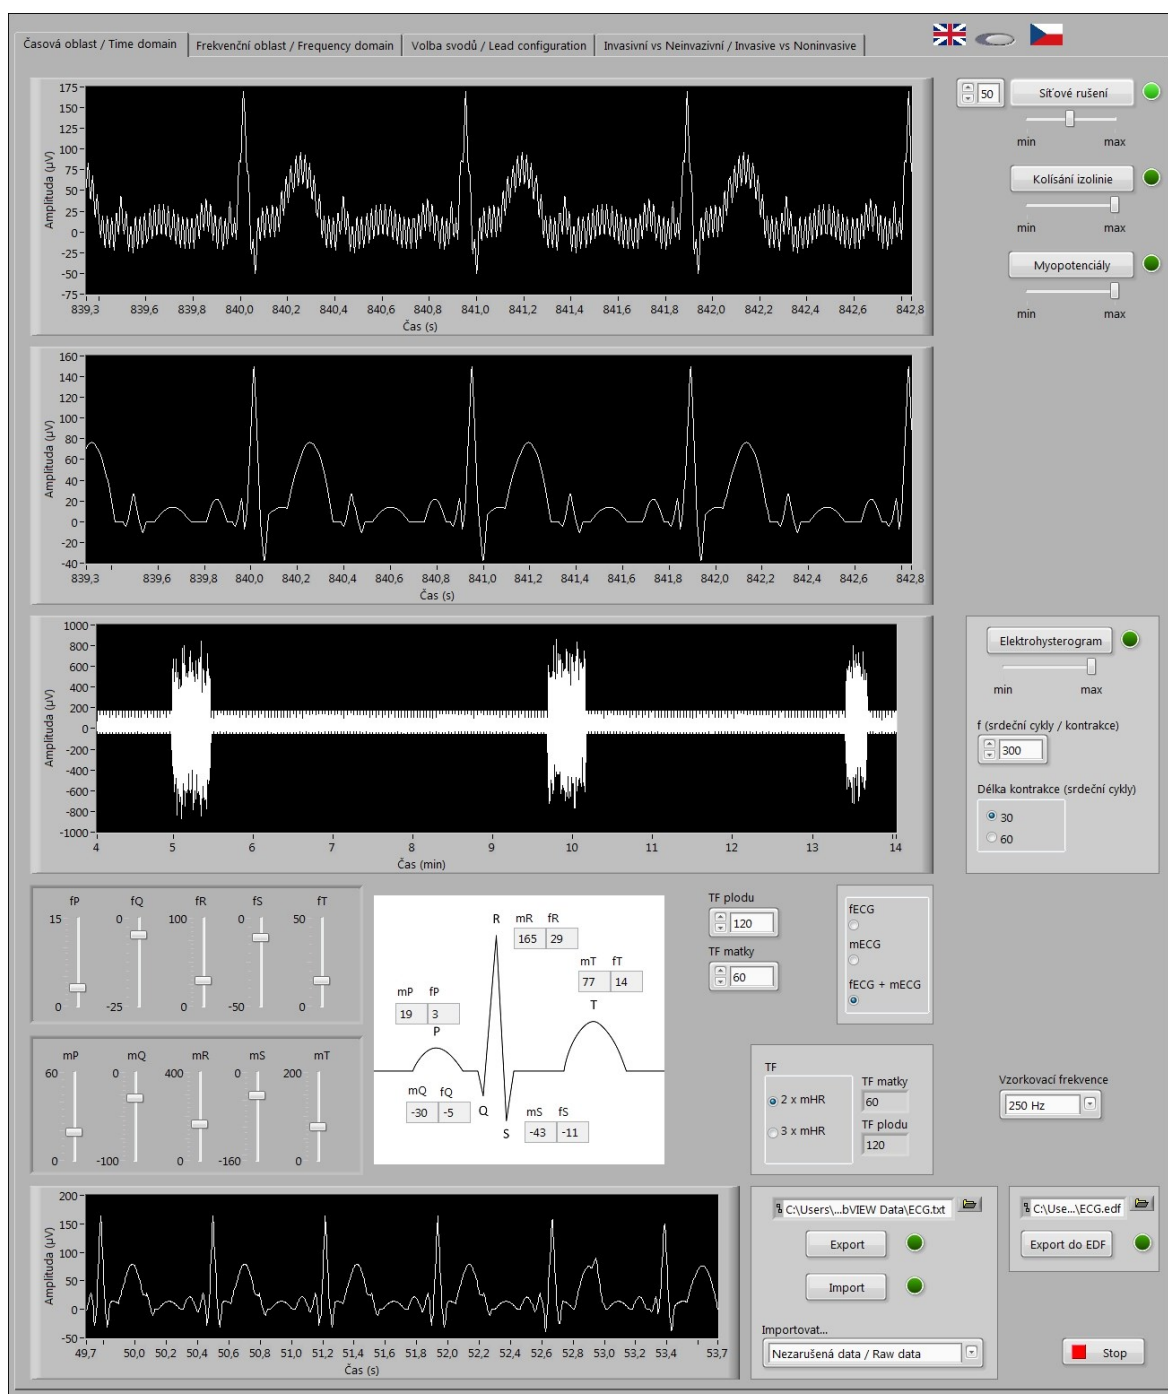 Časová oblast / Time domain Frekvenční oblast / Frequency domain Volba svodů / Lead configuration Invasivní vs Neinvazivní / Invasive vs Noninvasive
175
150
125
100
75
50
25
0
-25
-50
-75
Amplituda (µV)
839,3 839,6 839,8 840,0 840,2 840,4 840,6 840,8 841,0 841,2 841,4 841,6 841,8 842,0 842,2 842,4 842,6 842,8
Čas (s)
50 Síťové rušení
min max
Kolísání izolinie
min max
Myopotenciály
min max
160
140
120
100
80
60
40
20
0
-20
-40
Amplituda (µV)
839,3 839,6 839,8 840,0 840,2 840,4 840,6 840,8 841,0 841,2 841,4 841,6 841,8 842,0 842,2 842,4 842,6 842,8
Čas (s)
1000
800
600
400
200
0
-200
-400
-600
-800
-1000
Amplituda (µV)
4 5 6 7 8 9 10 11 12 13 14
Čas (min)
Elektrohysterogram
min max
f (srdeční cykly / kontrakce)
300
Délka kontrakce (srdeční cykly)
30
60
fP fQ fR fS fT
15 0 100 0 50
0 -25 0 -50 0
mP mQ mR mS mT
60 0 400 0 200
0 -100 0 -160 0
R mR fR
165 29
mT fT
77 14
T
mP fP
19 3
P
mQ fQ
-30 -5
Q
S
mS fS
-43 -11
TF plodu
120
TF matky
60
fECG
mECG
fECG + mECG
TF
2 x mHR
3 x mHR
TF matky
60
TF plodu
120
Vzorkovací frekvence
250 Hz
200
150
100
50
0
-50
Amplituda (µV)
49,7 50,0 50,2 50,4 50,6 50,8 51,0 51,2 51,4 51,6 51,8 52,0 52,2 52,4 52,6 52,8 53,0 53,2 53,4 53,7
Čas (s)
C:\Users\...bVIEW Data\ECG.txt
Export
Import
Importovat...
Nezarušená data / Raw data
C:\Use...\ECG.edf
Export do EDF
Stop